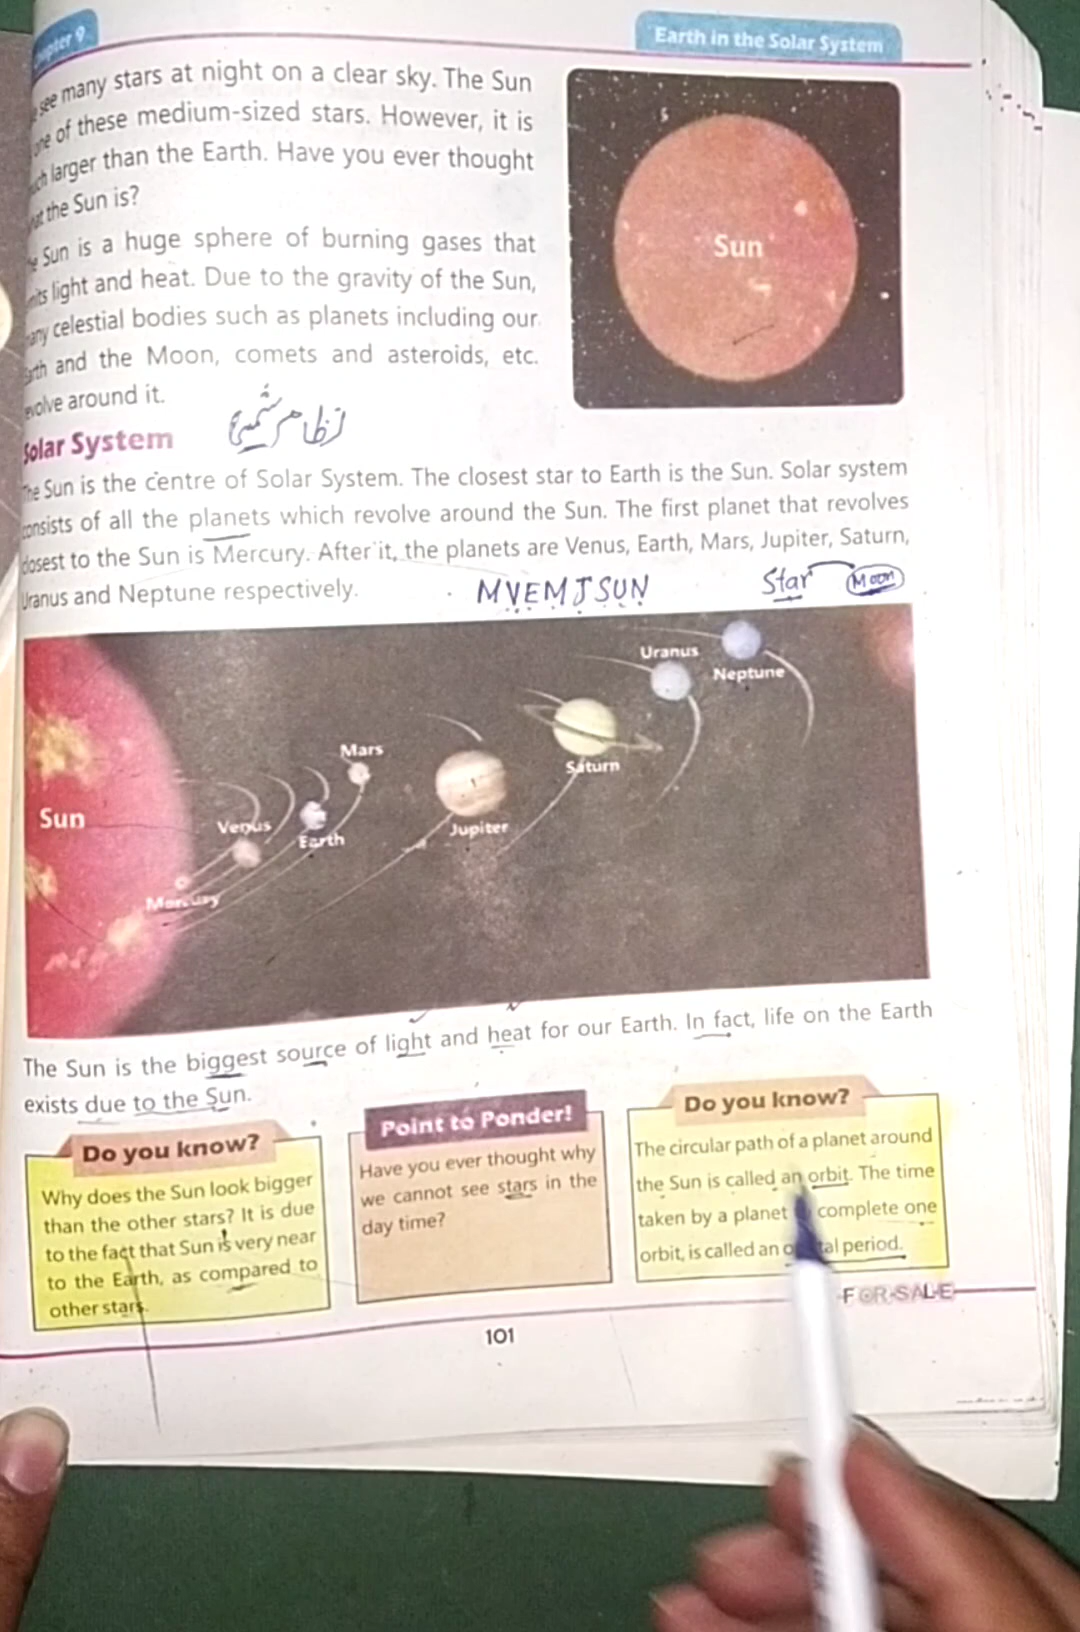 Chapter 9
Earth in the Solar System
see many stars at night on a clear sky. The Sun
of these medium-sized stars. However, it is
larger than the Earth. Have you ever thought
the Sun is?
Sun is a huge sphere of burning gases that
light and heat. Due to the gravity of the Sun,
celestial bodies such as planets including our
and the Moon, comets and asteroids, etc.
around it.
Sun
Solar System نظام شمسی
The Sun is the centre of Solar System. The closest star to Earth is the Sun. Solar system
consists of all the planets which revolve around the Sun. The first planet that revolves
closest to the Sun is Mercury. After it, the planets are Venus, Earth, Mars, Jupiter, Saturn,
Uranus and Neptune respectively.
MVEMJSUN
Star Moon
Uranus
Neptune
Mars
Saturn
Sun
Venus
Earth
Jupiter
Mercury
The Sun is the biggest source of light and heat for our Earth. In fact, life on the Earth
exists due to the Sun.
Do you know?
Why does the Sun look bigger
than the other stars? It is due
to the fact that Sun is very near
to the Earth, as compared to
other stars.
Point to Ponder!
Have you ever thought why
we cannot see stars in the
day time?
Do you know?
The circular path of a planet around
the Sun is called an orbit. The time
taken by a planet complete one
orbit, is called an period.
FOR SALE
101